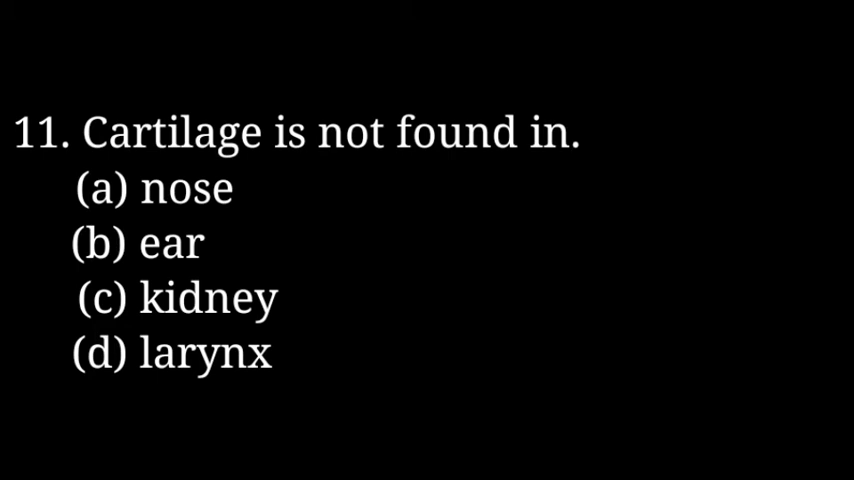 11. Cartilage is not found in.
(a) nose
(b) ear
(c) kidney
(d) larynx